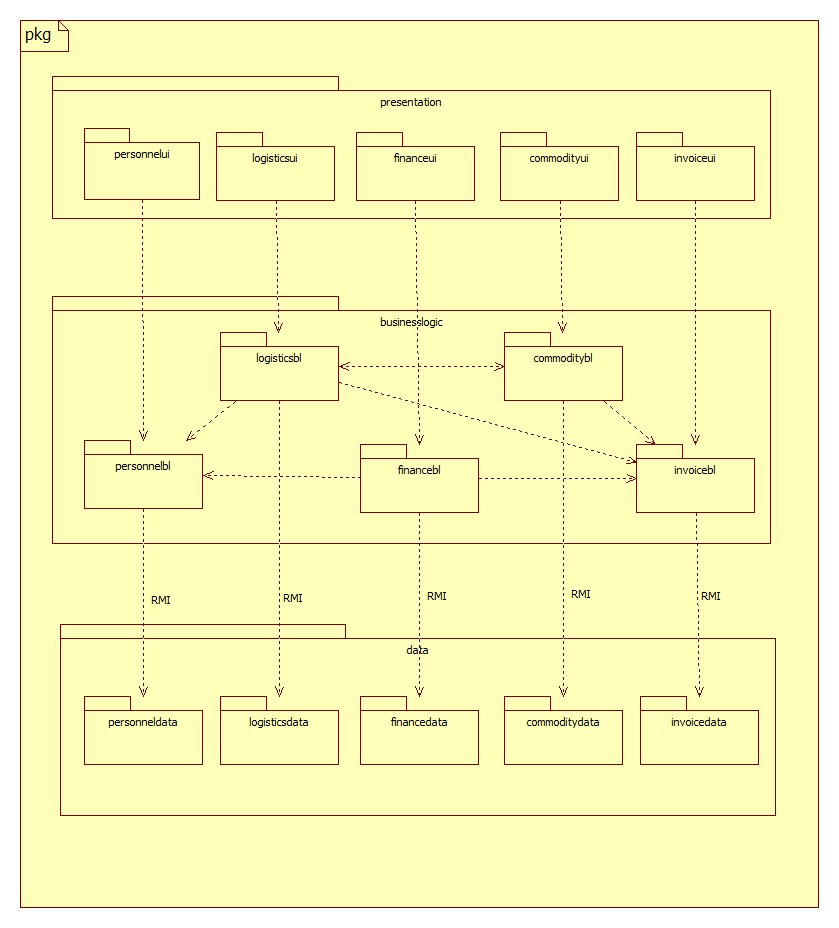 pkg
presentation
personnelui
logisticsui
financeui
commodityui
invoiceui
businesslogic
logisticsbl
commoditybl
personnelbl
financebl
invoicebl
RMI
RMI
RMI
RMI
RMI
data
personneldata
logisticsdata
financedata
commoditydata
invoicedata